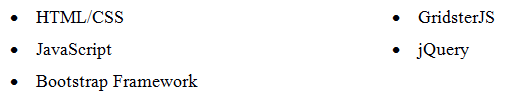 • HTML/CSS
• JavaScript
• Bootstrap Framework
• GridsterJS
• jQuery